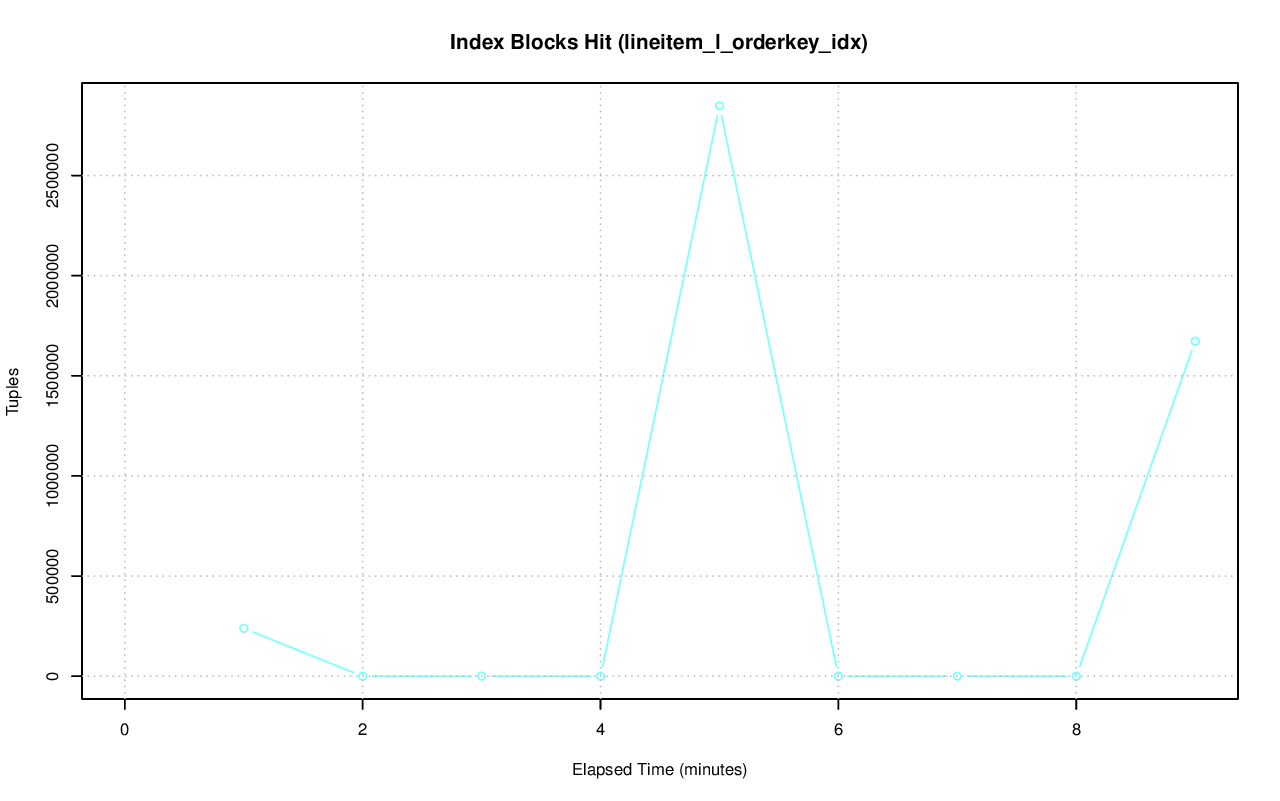 Index Blocks Hit (lineitem_l_orderkey_idx)
Tuples
2500000
2000000
1500000
1000000
500000
0
0 2 4 6 8
Elapsed Time (minutes)